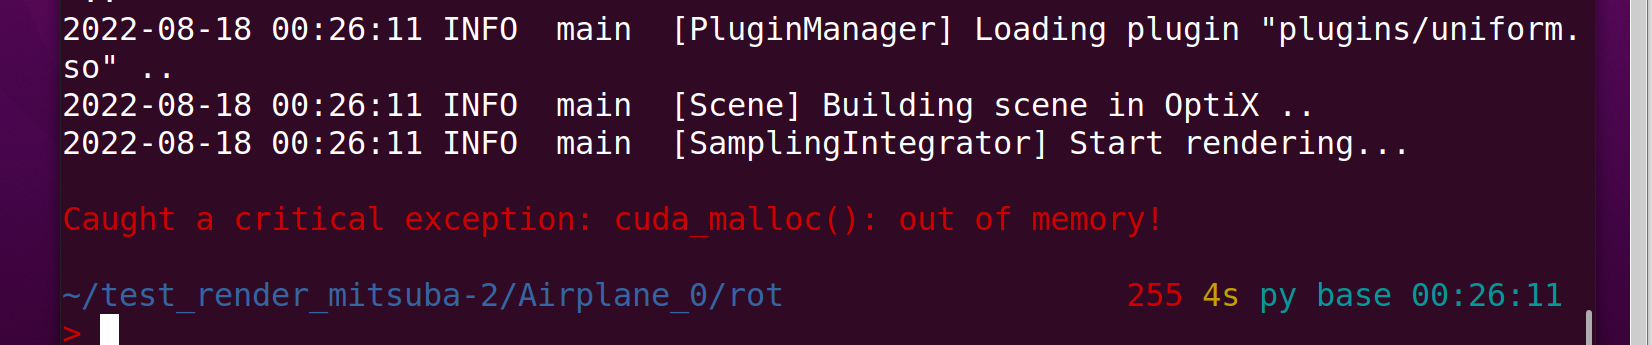 2022-08-18 00:26:11 INFO  main  [PluginManager] Loading plugin "plugins/uniform.
so" ..
2022-08-18 00:26:11 INFO  main  [Scene] Building scene in OptiX ..
2022-08-18 00:26:11 INFO  main  [SamplingIntegrator] Start rendering...
Caught a critical exception: cuda_malloc(): out of memory!
~/test_render_mitsuba-2/Airplane_0/rot 255 4s py base 00:26:11
>